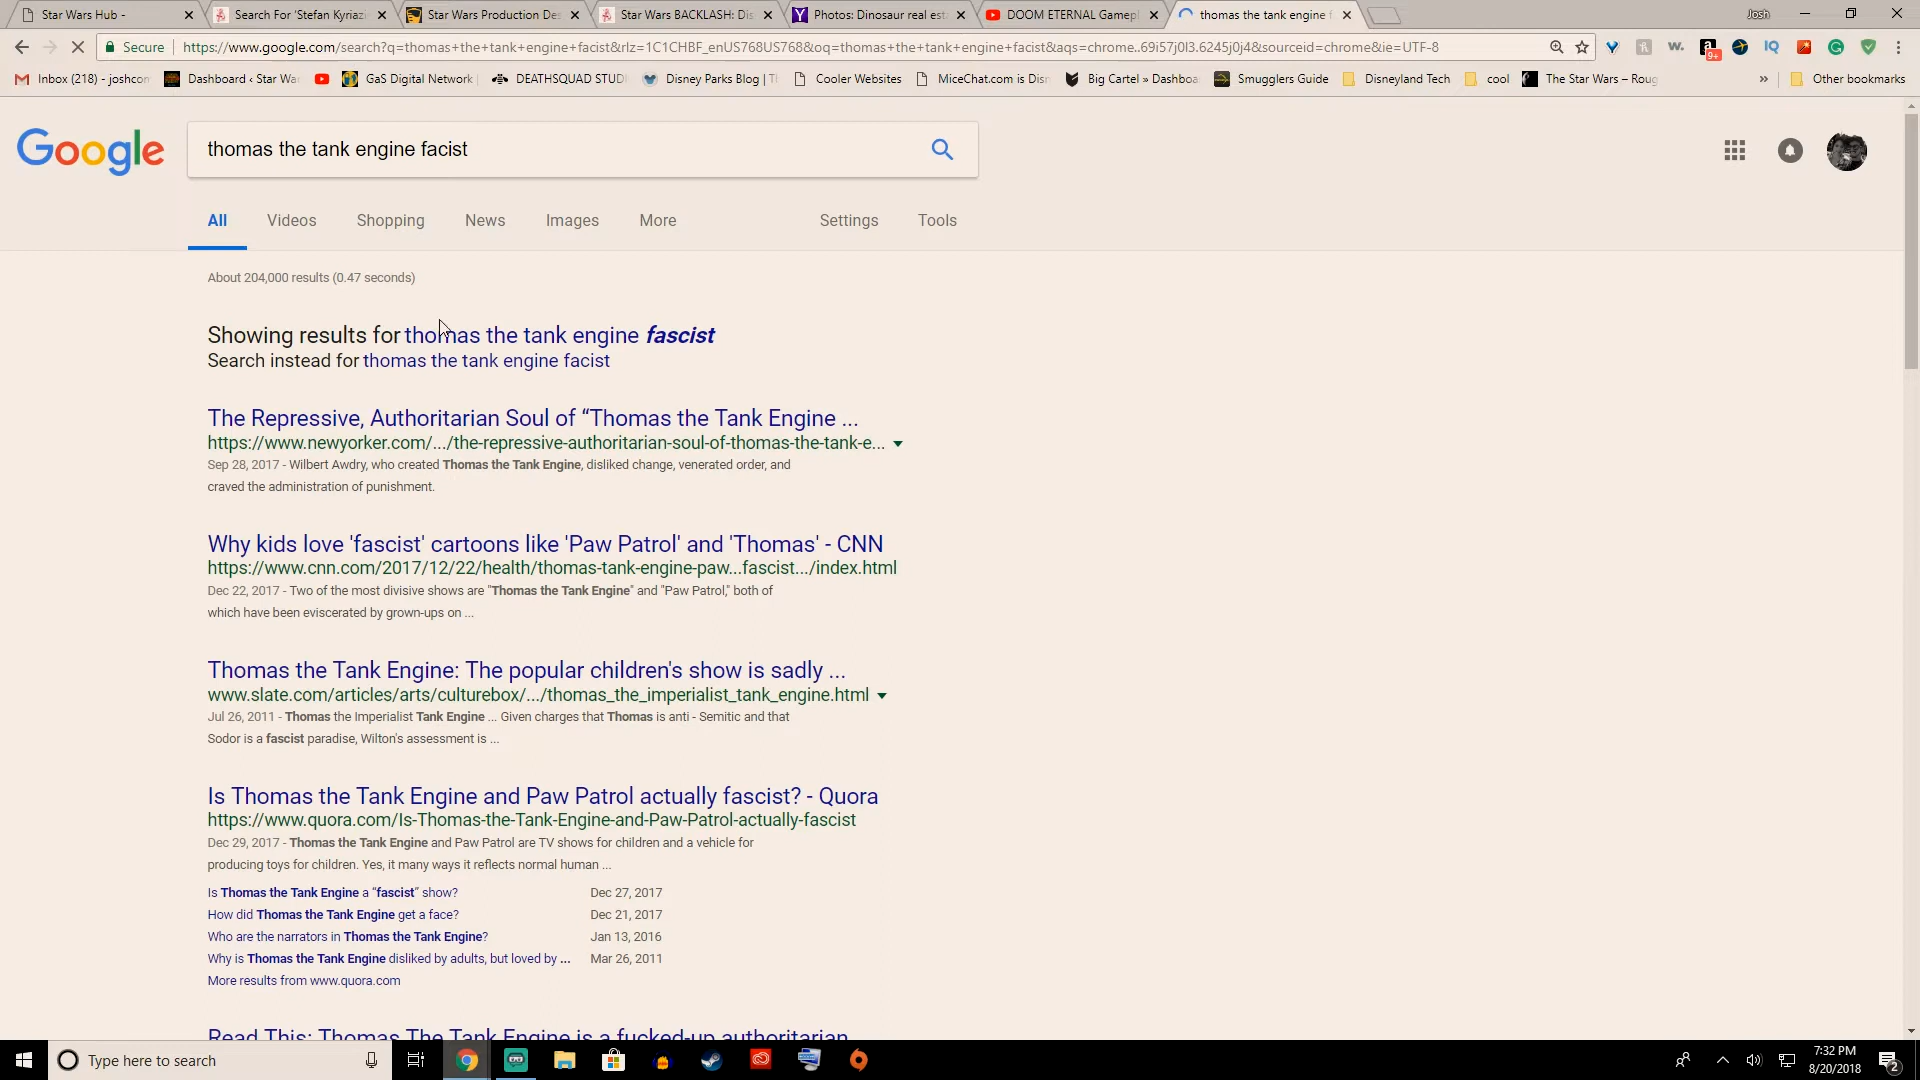 Star Wars Hub -
Search For 'Stefan Kyriazi
Star Wars Production Des
Star Wars BACKLASH: Dis
Photos: Dinosaur real est
DOOM ETERNAL Gamepl
thomas the tank engine f
Josh
Secure
https://www.google.com/search?q=thomas+the+tank+engine+facist&rlz=1C1CHBF_enUS768US768&oq=thomas+the+tank+engine+facist&aqs=chrome..69i57j0l3.6245j0j4&sourceid=chrome&ie=UTF-8
Inbox (218) - joshcon
Dashboard ‹ Star Wa
GaS Digital Network
DEATHSQUAD STUD
Disney Parks Blog | T
Cooler Websites
MiceChat.com is Disn
Big Cartel » Dashboa
Smugglers Guide
Disneyland Tech
cool
The Star Wars – Roug
»
Other bookmarks
Google
thomas the tank engine facist
All Videos Shopping News Images More Settings Tools
About 204,000 results (0.47 seconds)
Showing results for thomas the tank engine fascist
Search instead for thomas the tank engine facist
The Repressive, Authoritarian Soul of “Thomas the Tank Engine ...
https://www.newyorker.com/.../the-repressive-authoritarian-soul-of-thomas-the-tank-e...
Sep 28, 2017 - Wilbert Awdry, who created Thomas the Tank Engine, disliked change, venerated order, and
craved the administration of punishment.
Why kids love 'fascist' cartoons like 'Paw Patrol' and 'Thomas' - CNN
https://www.cnn.com/2017/12/22/health/thomas-tank-engine-paw...fascist.../index.html
Dec 22, 2017 - Two of the most divisive shows are "Thomas the Tank Engine" and "Paw Patrol," both of
which have been eviscerated by grown-ups on ...
Thomas the Tank Engine: The popular children's show is sadly ...
www.slate.com/articles/arts/culturebox/.../thomas_the_imperialist_tank_engine.html
Jul 26, 2011 - Thomas the Imperialist Tank Engine ... Given charges that Thomas is anti - Semitic and that
Sodor is a fascist paradise, Wilton's assessment is ...
Is Thomas the Tank Engine and Paw Patrol actually fascist? - Quora
https://www.quora.com/Is-Thomas-the-Tank-Engine-and-Paw-Patrol-actually-fascist
Dec 29, 2017 - Thomas the Tank Engine and Paw Patrol are TV shows for children and a vehicle for
producing toys for children. Yes, it many ways it reflects normal human ...
Is Thomas the Tank Engine a “fascist” show? Dec 27, 2017
How did Thomas the Tank Engine get a face? Dec 21, 2017
Who are the narrators in Thomas the Tank Engine? Jan 13, 2016
Why is Thomas the Tank Engine disliked by adults, but loved by ... Mar 26, 2011
More results from www.quora.com
Read This: Thomas The Tank Engine is a fucked-up authoritarian
Type here to search
7:32 PM
8/20/2018
2